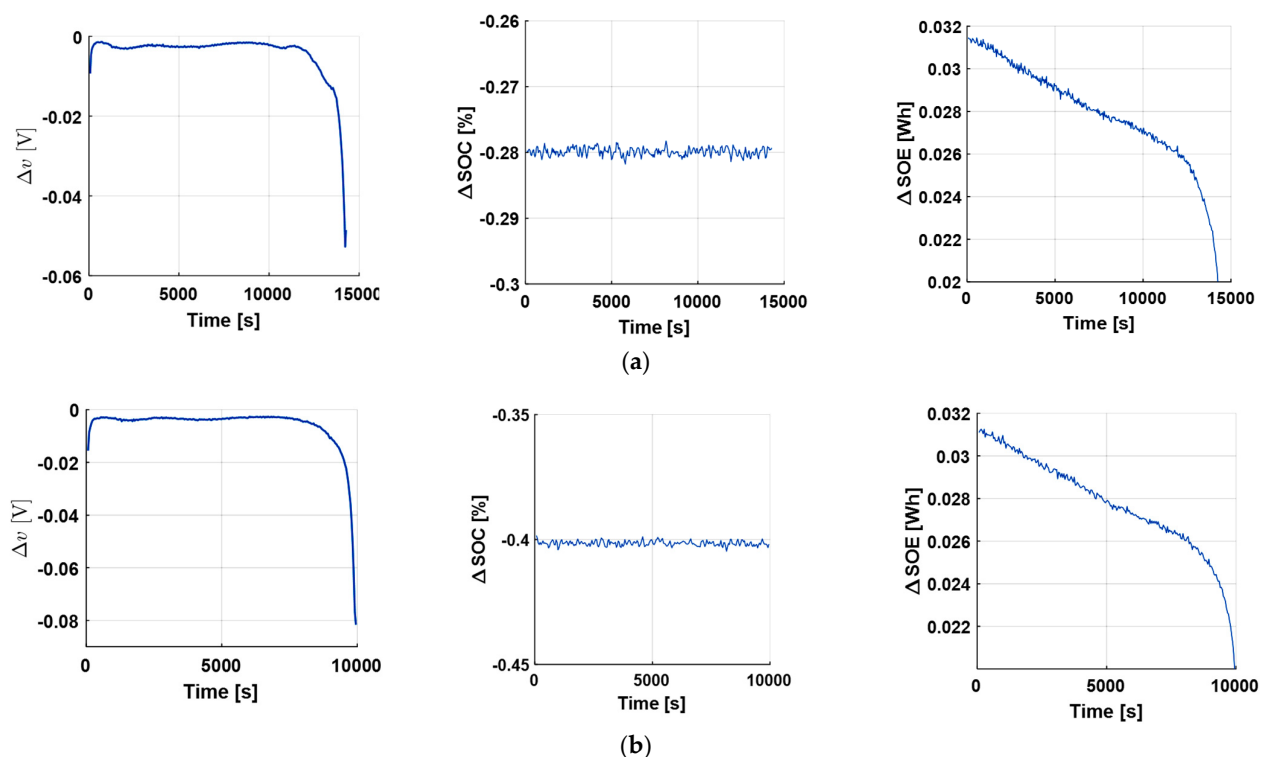 0
-0.02
-0.04
-0.06
Δv [V]
0 5000 10000 15000
Time [s]
-0.26
-0.27
-0.28
-0.29
-0.3
Δ SOC [%]
0 5000 10000 15000
Time [s]
0.032
0.03
0.028
0.026
0.024
0.022
0.02
Δ SOE [Wh]
0 5000 10000 15000
Time [s]
(a)
0
-0.02
-0.04
-0.06
-0.08
Δv [V]
0 5000 10000
Time [s]
-0.35
-0.4
-0.45
Δ SOC [%]
0 5000 10000
Time [s]
0.032
0.03
0.028
0.026
0.024
0.022
Δ SOE [Wh]
0 5000 10000
Time [s]
(b)